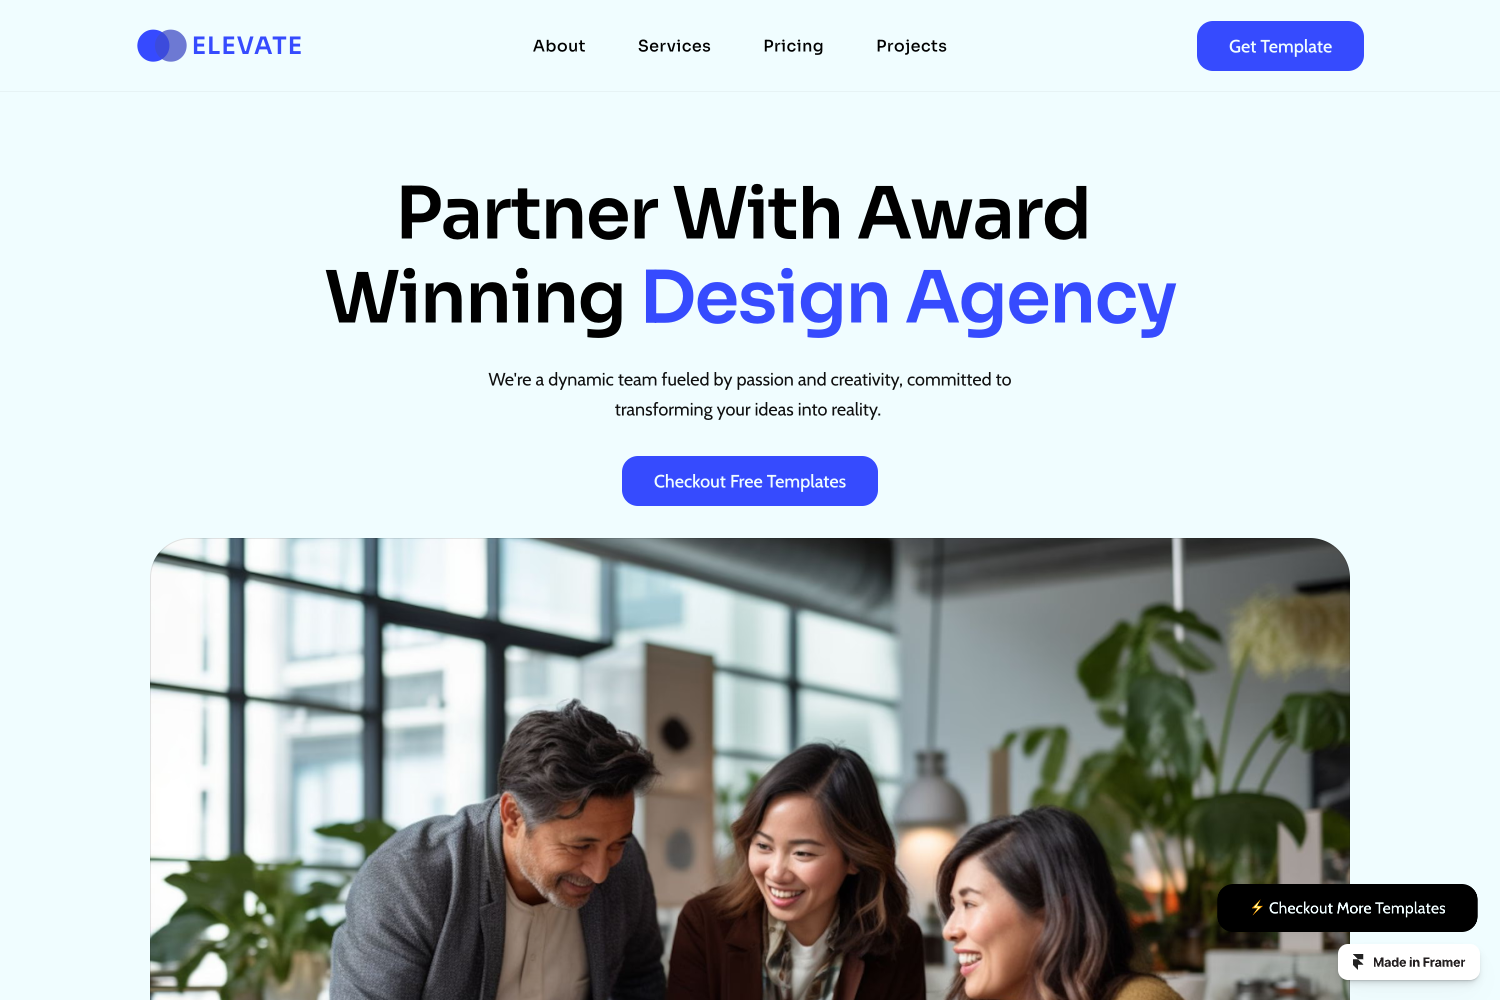 ELEVATE
About
Services
Pricing
Projects
Get Template
Partner With Award
Winning Design Agency
We're a dynamic team fueled by passion and creativity, committed to
transforming your ideas into reality.
Checkout Free Templates
⚡ Checkout More Templates
Made in Framer